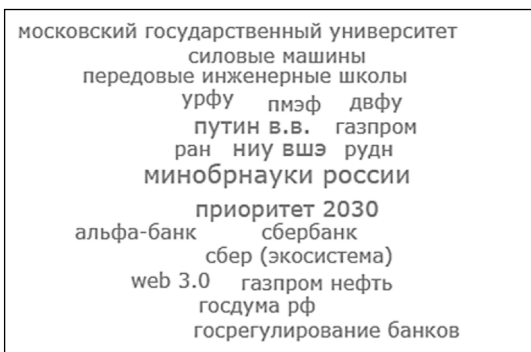 московский государственный университет
силовые машины
передовые инженерные школы
урфу пмэф двфу
путин в.в. газпром
ран ниу вшэ рудн
минобрнауки россии
приоритет 2030
альфа-банк сбербанк
сбер (экосистема)
web 3.0 газпром нефть
госдума рф
госрегулирование банков